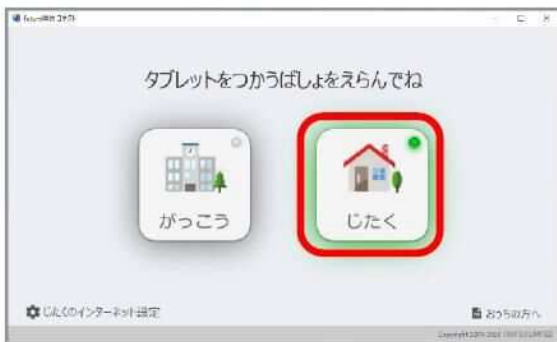 タブレットをつかうばしょをえらんでね
がっこう
じたく
じたくのインターネット設定
おうちの方へ